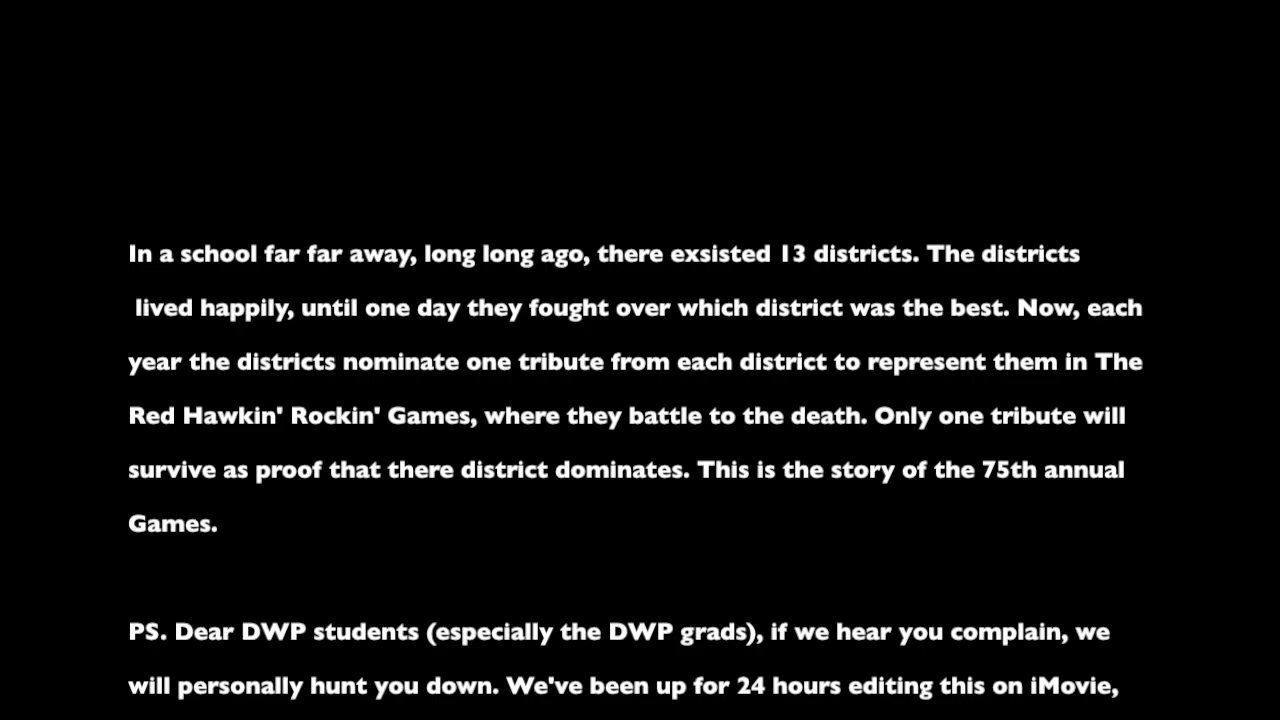 In a school far far away, long long ago, there exsisted 13 districts. The districts
lived happily, until one day they fought over which district was the best. Now, each
year the districts nominate one tribute from each district to represent them in The
Red Hawkin' Rockin' Games, where they battle to the death. Only one tribute will
survive as proof that there district dominates. This is the story of the 75th annual
Games.
PS. Dear DWP students (especially the DWP grads), if we hear you complain, we
will personally hunt you down. We've been up for 24 hours editing this on iMovie,